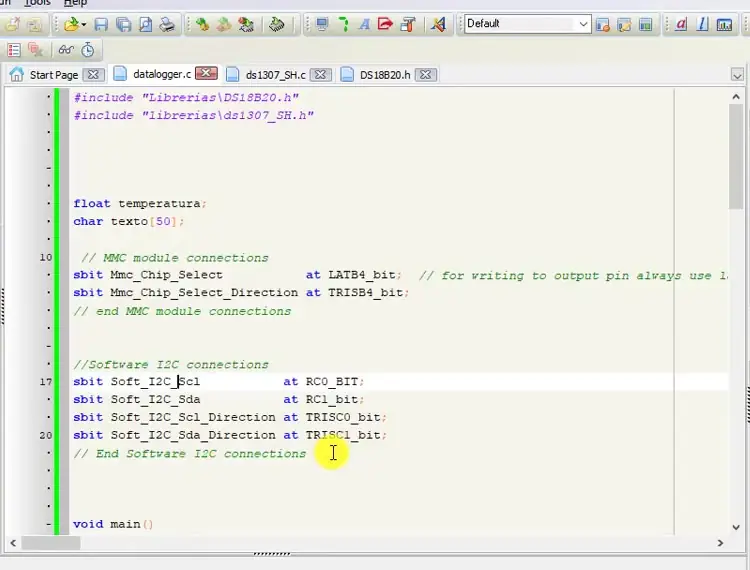 Tools Help
Default
Start Page datalogger.c ds1307_SH.c DS18B20.h
#include "Librerias\DS18B20.h"
#include "librerias\ds1307_SH.h"
float temperatura;
char texto[50];
10 // MMC module connections
sbit Mmc_Chip_Select at LATB4_bit; // for writing to output pin always use
sbit Mmc_Chip_Select_Direction at TRISB4_bit;
// end MMC module connections
//Software I2C connections
17 sbit Soft_I2C_Scl at RC0_BIT;
sbit Soft_I2C_Sda at RC1_bit;
sbit Soft_I2C_Scl_Direction at TRISC0_bit;
20 sbit Soft_I2C_Sda_Direction at TRISC1_bit;
// End Software I2C connections
void main()